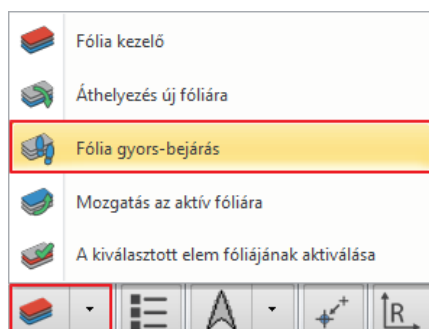 Fólia kezelő
Áthelyezés új fóliára
Fólia gyors-bejárás
Mozgatás az aktív fóliára
A kiválasztott elem fóliájának aktiválása
R